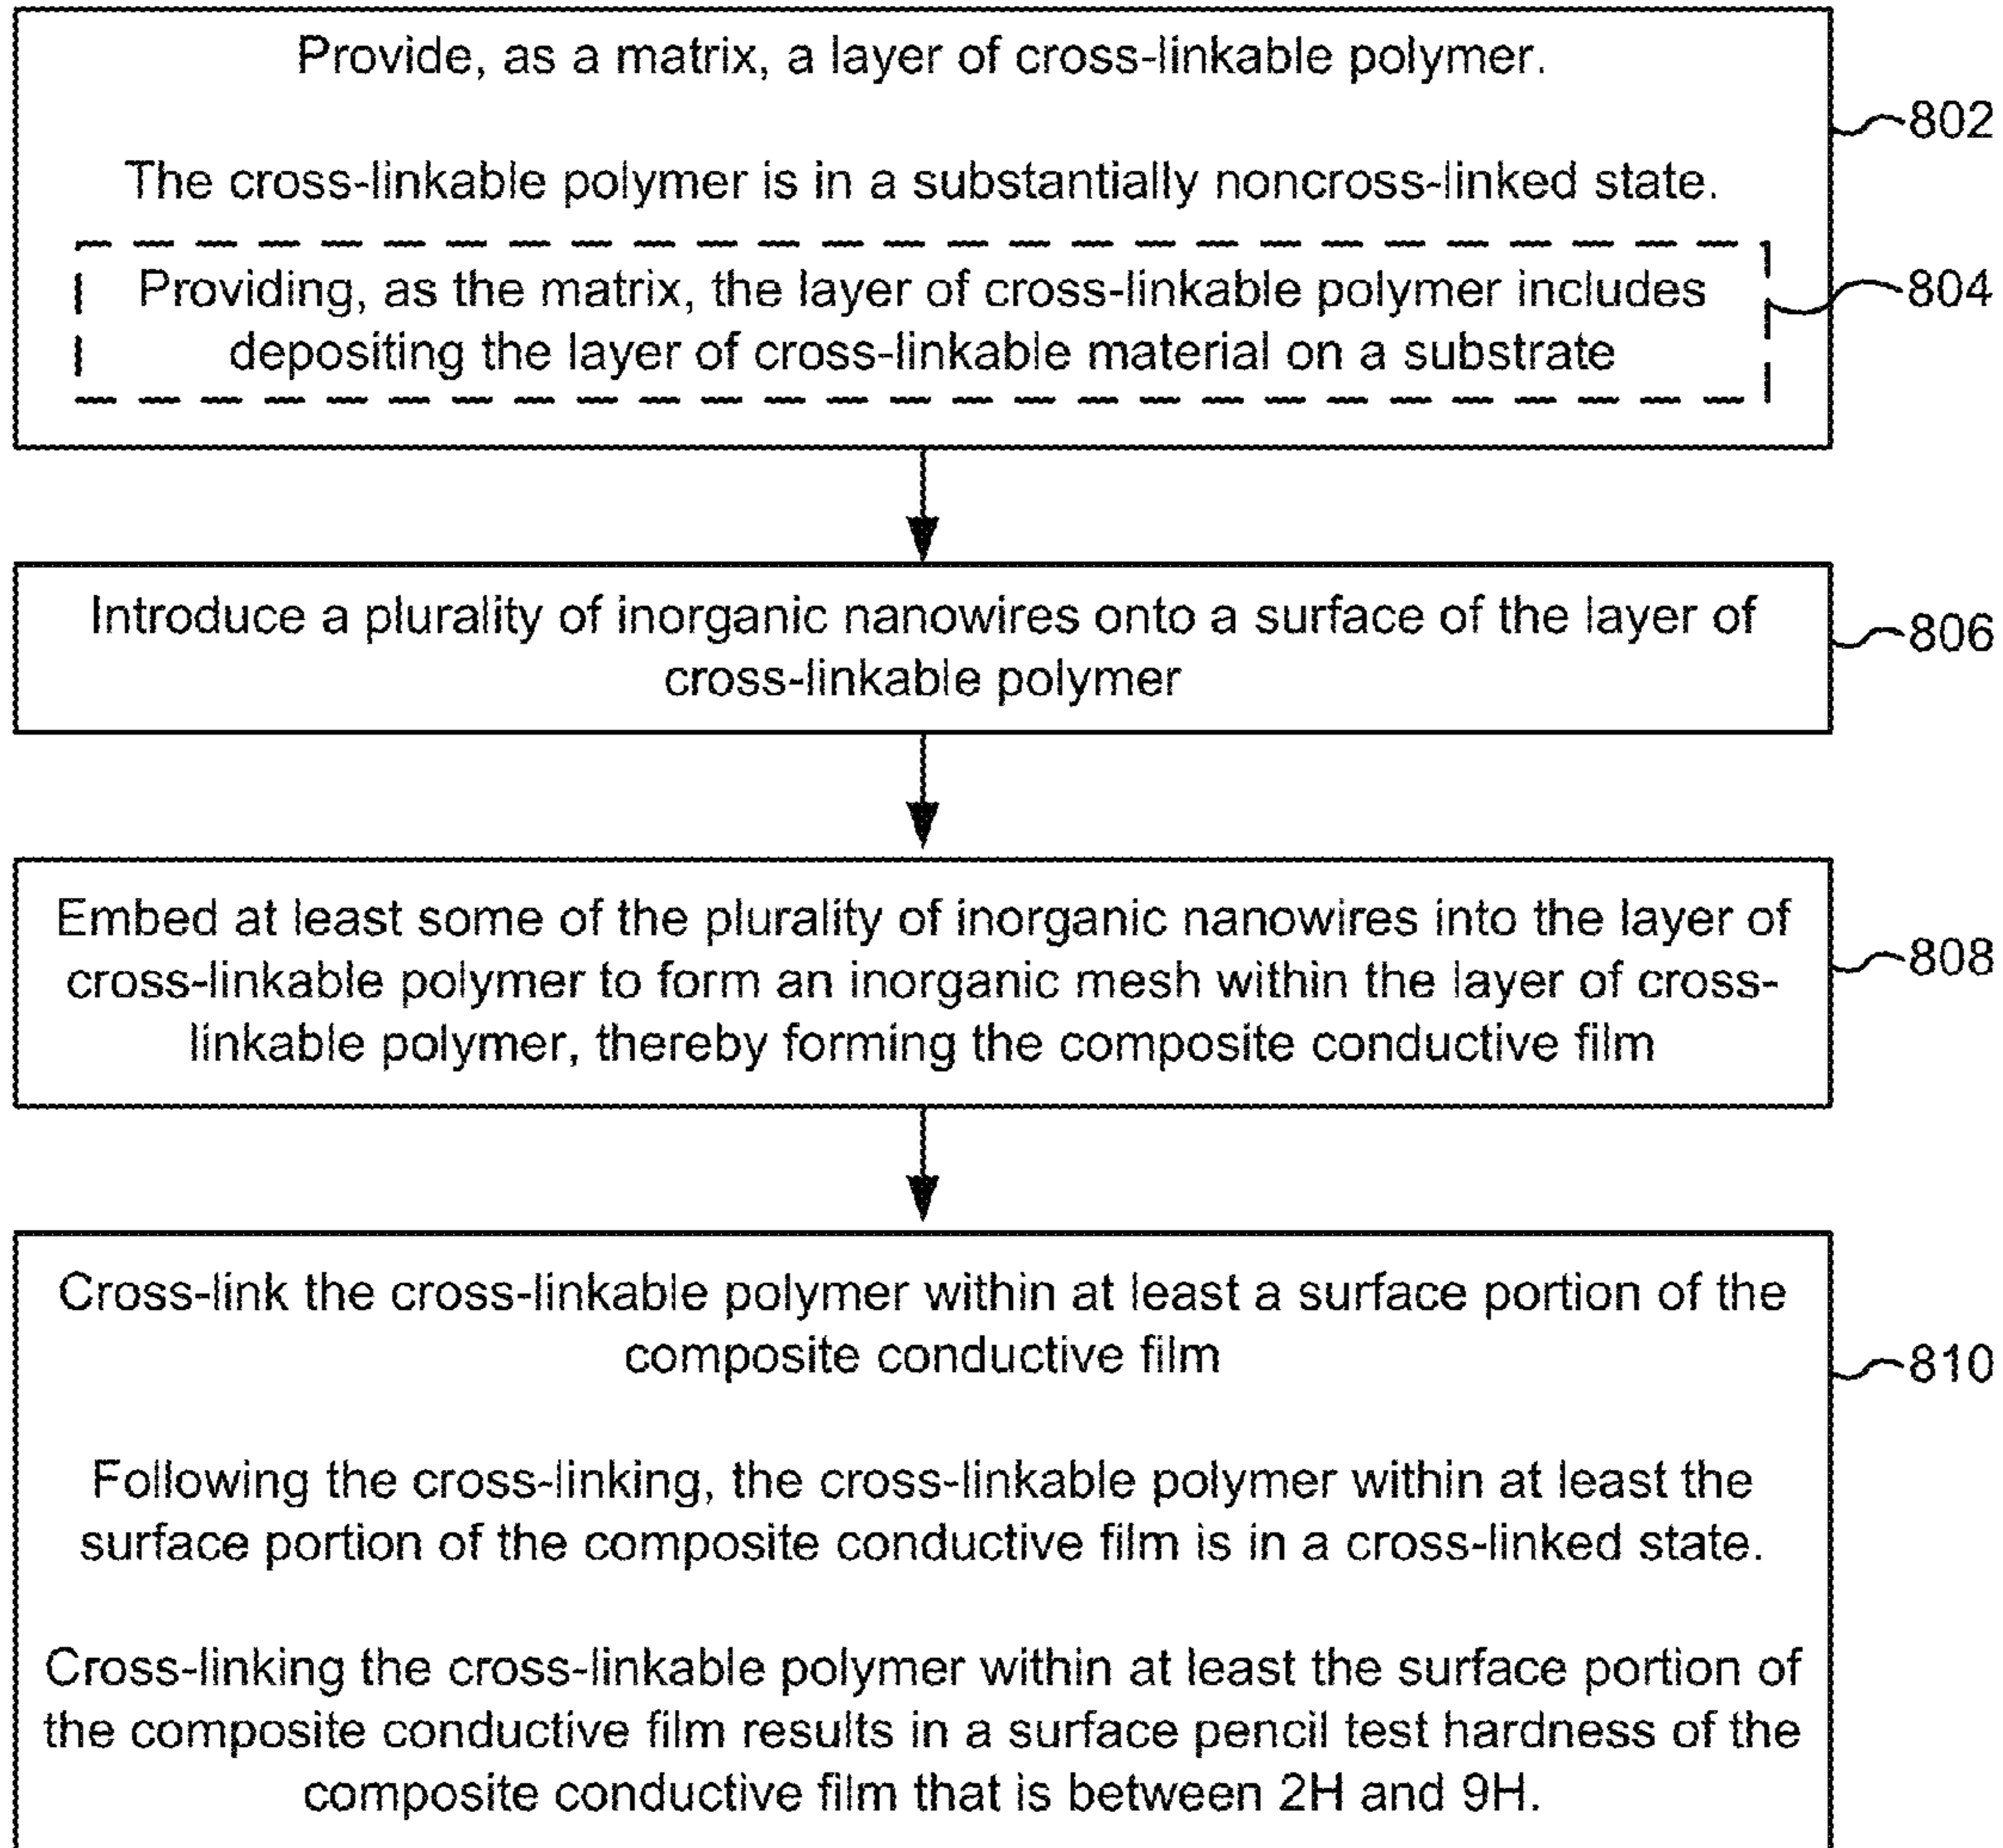 Provide, as a matrix, a layer of cross-linkable polymer.
802
The cross-linkable polymer is in a substantially noncross-linked state.
Providing, as the matrix, the layer of cross-linkable polymer includes
804
depositing the layer of cross-linkable material on a substrate
Introduce a plurality of inorganic nanowires onto a surface of the layer of
806
cross-linkable polymer
Embed at least some of the plurality of inorganic nanowires into the layer of
808
cross-linkable polymer to form an inorganic mesh within the layer of cross-
linkable polymer, thereby forming the composite conductive film
Cross-link the cross-linkable polymer within at least a surface portion of the
composite conductive film
810
Following the cross-linking, the cross-linkable polymer within at least the
surface portion of the composite conductive film is in a cross-linked state.
Cross-linking the cross-linkable polymer within at least the surface portion of
the composite conductive film results in a surface pencil test hardness of the
composite conductive film that is between 2H and 9H.